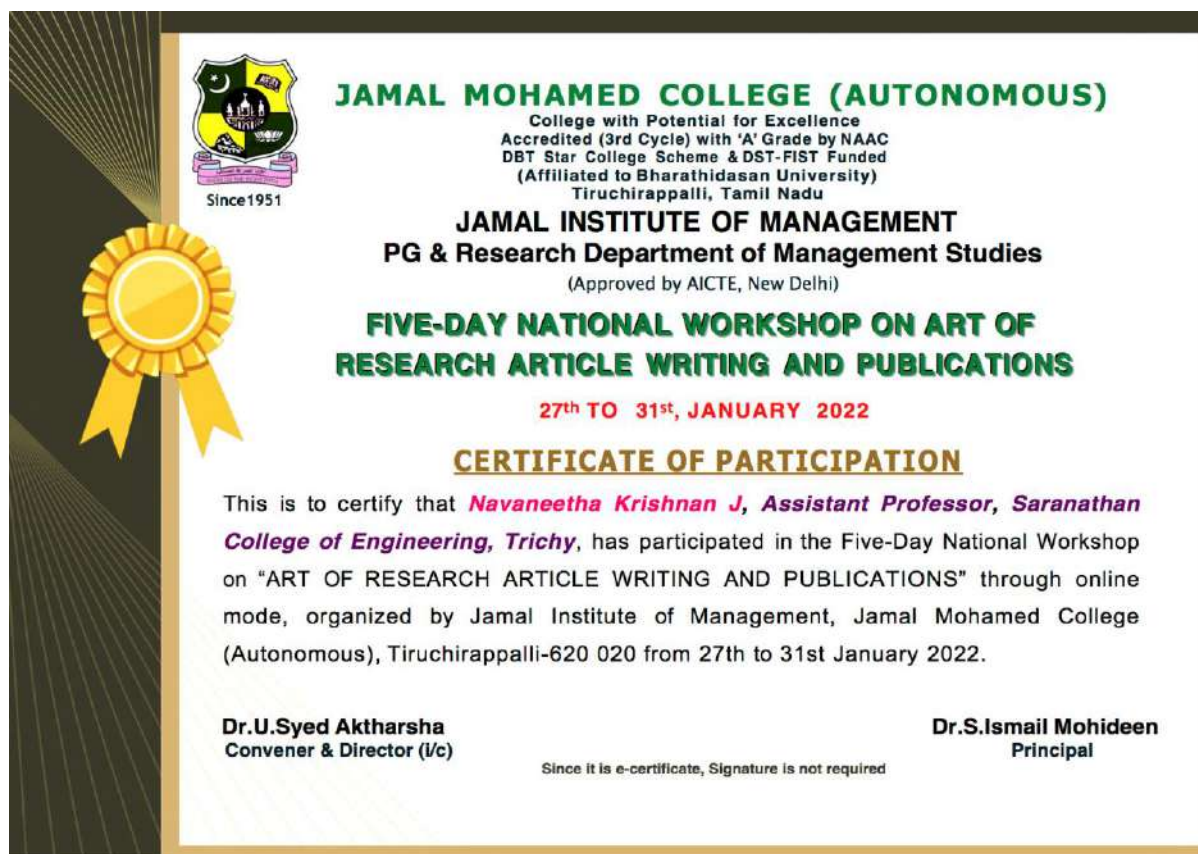 Since1951
JAMAL MOHAMED COLLEGE (AUTONOMOUS)
College with Potential for Excellence
Accredited (3rd Cycle) with ‘A’ Grade by NAAC
DBT Star College Scheme & DST-FIST Funded
(Affiliated to Bharathidasan University)
Tiruchirappalli, Tamil Nadu
JAMAL INSTITUTE OF MANAGEMENT
PG & Research Department of Management Studies
(Approved by AICTE, New Delhi)
FIVE-DAY NATIONAL WORKSHOP ON ART OF
RESEARCH ARTICLE WRITING AND PUBLICATIONS
27th TO 31st, JANUARY 2022
CERTIFICATE OF PARTICIPATION
This is to certify that Navaneetha Krishnan J, Assistant Professor, Saranathan
College of Engineering, Trichy, has participated in the Five-Day National Workshop
on “ART OF RESEARCH ARTICLE WRITING AND PUBLICATIONS” through online
mode, organized by Jamal Institute of Management, Jamal Mohamed College
(Autonomous), Tiruchirappalli-620 020 from 27th to 31st January 2022.
Dr.U.Syed Aktharsha
Convener & Director (i/c)
Dr.S.Ismail Mohideen
Principal
Since it is e-certificate, Signature is not required